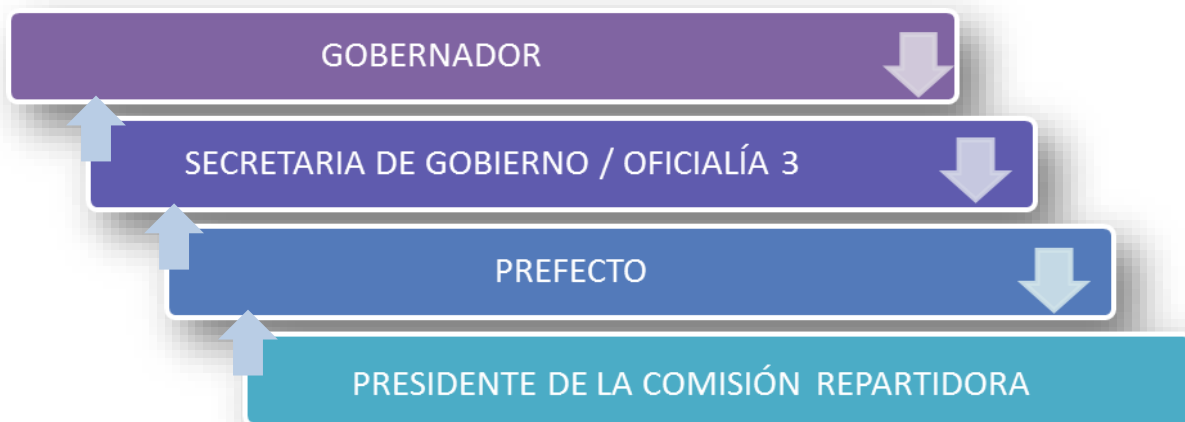 GOBERNADOR
SECRETARIA DE GOBIERNO / OFICIALÍA 3
PREFECTO
PRESIDENTE DE LA COMISIÓN REPARTIDORA